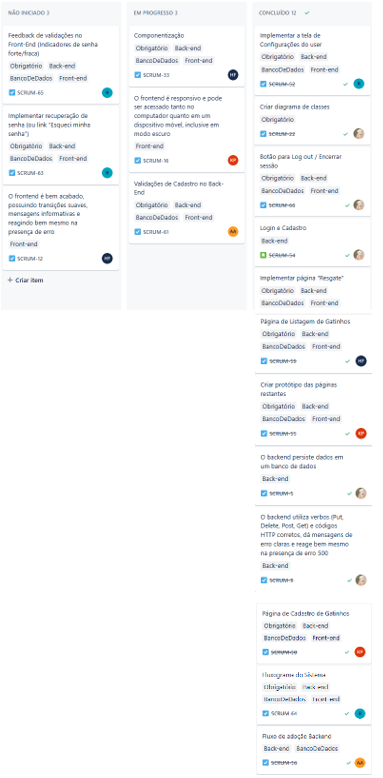 NÃO INICIADO 3
Feedback de validações no
Front-End (Indicadores de senha
forte/fraca)
Obrigatório Back-end
BancoDeDados Front-end
SCRUM-65
Implementar recuperação de
senha (ou link "Esqueci minha
senha")
Obrigatório Back-end
BancoDeDados Front-end
SCRUM-63
O frontend é bem acabado,
possuindo transições suaves,
mensagens informativas e
reagindo bem mesmo na
presença de erro
Front-end
SCRUM-12
+ Criar item
EM PROGRESSO 3
Componentização
Obrigatório Back-end
BancoDeDados Front-end
SCRUM-33
HF
O frontend é responsivo e pode
ser acessado tanto no
computador quanto em um
dispositivo móvel, inclusive em
modo escuro
Front-end
KP
Validações de Cadastro no Back-
End
Obrigatório Back-end
BancoDeDados Front-end
SCRUM-61
AA
CONCLUÍDO 12
Implementar a tela de
Configurações do user
Obrigatório Back-end
BancoDeDados Front-end
SCRUM-52
Criar diagrama de classes
Obrigatório
SCRUM-22
Botão para Log out / Encerrar
sessão
Obrigatório Back-end
BancoDeDados Front-end
SCRUM-66
Login e Cadastro
Back-end
SCRUM-54
Implementar página "Resgate"
Obrigatório Back-end
BancoDeDados Front-end
Página de Listagem de Gatinhos
Obrigatório Back-end
BancoDeDados Front-end
SCRUM-59
Criar protótipo das páginas
restantes
Obrigatório Back-end
BancoDeDados Front-end
SCRUM-55
KP
O backend persiste dados em
um banco de dados
Back-end
O backend utiliza verbos (Put,
Delete, Post, Get) e códigos
HTTP corretos, dá mensagens de
erro claras e reage bem mesmo
na presença de erro 500
Back-end
Página de Cadastro de Gatinhos
Obrigatório Back-end
BancoDeDados Front-end
KP
Fluxograma do Sistema
Obrigatório Back-end
BancoDeDados Front-end
SCRUM-64
Fluxo de adoção Backend
Back-end BancoDeDados
AA